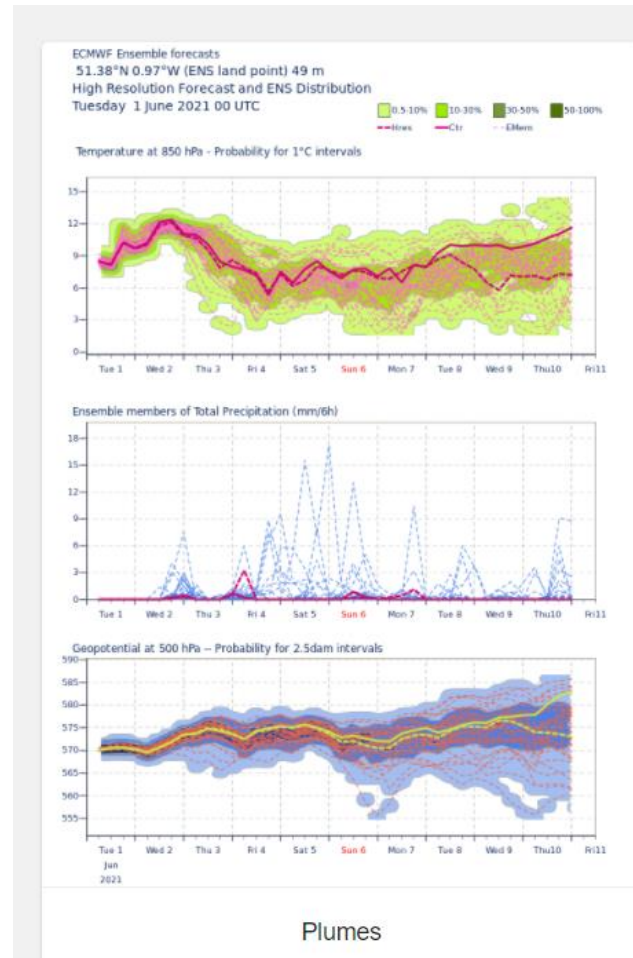 ECMWF Ensemble forecasts
51.38°N 0.97°W (ENS land point) 49 m
High Resolution Forecast and ENS Distribution
Tuesday 1 June 2021 00 UTC
0.5-10% 10-30% 30-50% 50-100%
Hres Ctr EMem
Temperature at 850 hPa - Probability for 1°C intervals
15
12
9
6
3
0
Tue 1 Wed 2 Thu 3 Fri 4 Sat 5 Sun 6 Mon 7 Tue 8 Wed 9 Thu10 Fri11
Ensemble members of Total Precipitation (mm/6h)
18
15
12
9
6
3
0
Tue 1 Wed 2 Thu 3 Fri 4 Sat 5 Sun 6 Mon 7 Tue 8 Wed 9 Thu10 Fri11
Geopotential at 500 hPa -- Probability for 2.5dam intervals
590
585
580
575
570
565
560
555
Tue 1 Wed 2 Thu 3 Fri 4 Sat 5 Sun 6 Mon 7 Tue 8 Wed 9 Thu10 Fri11
Jun
2021
Plumes